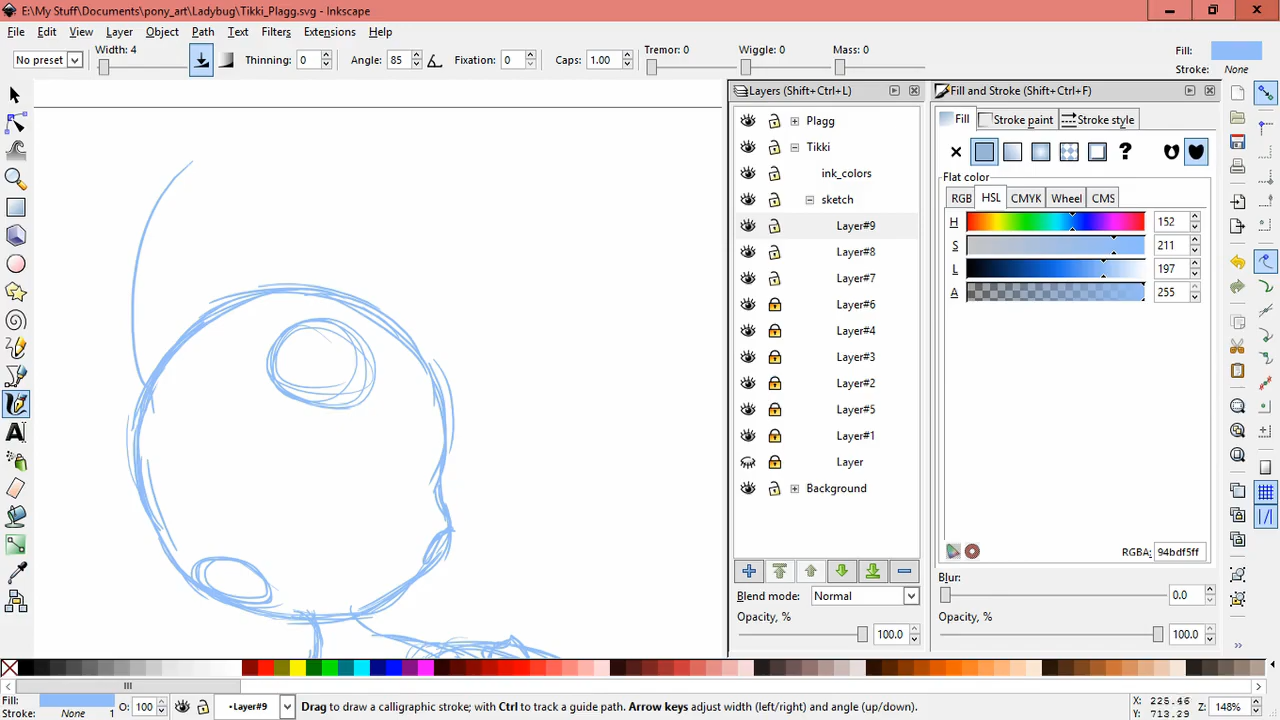 E:\My Stuff\Documents\pony_art\Ladybug\Tikki_Plagg.svg - Inkscape
File Edit View Layer Object Path Text Filters Extensions Help
No preset Width: 4 Thinning: 0 Angle: 85 Fixation: 0 Caps: 1.00 Tremor: 0 Wiggle: 0 Mass: 0 Fill:
Stroke: None
Layers (Shift+Ctrl+L) Fill and Stroke (Shift+Ctrl+F)
Plagg
Tikki
ink_colors
sketch
Layer#9
Layer#8
Layer#7
Layer#6
Layer#4
Layer#3
Layer#2
Layer#5
Layer#1
Layer
Background
Blend mode: Normal
Opacity, %
100.0
Fill Stroke paint Stroke style
?
Flat color
RGB HSL CMYK Wheel CMS
H 152
S 211
L 197
A 255
RGBA: 94bdf5ff
Blur:
0.0
Opacity, %
100.0
Fill:
Stroke: None 1 O: 100 •Layer#9 Drag to draw a calligraphic stroke; with Ctrl to track a guide path. Arrow keys adjust width (left/right) and angle (up/down).
X: 225.46
Y: 713.29
Z: 148%